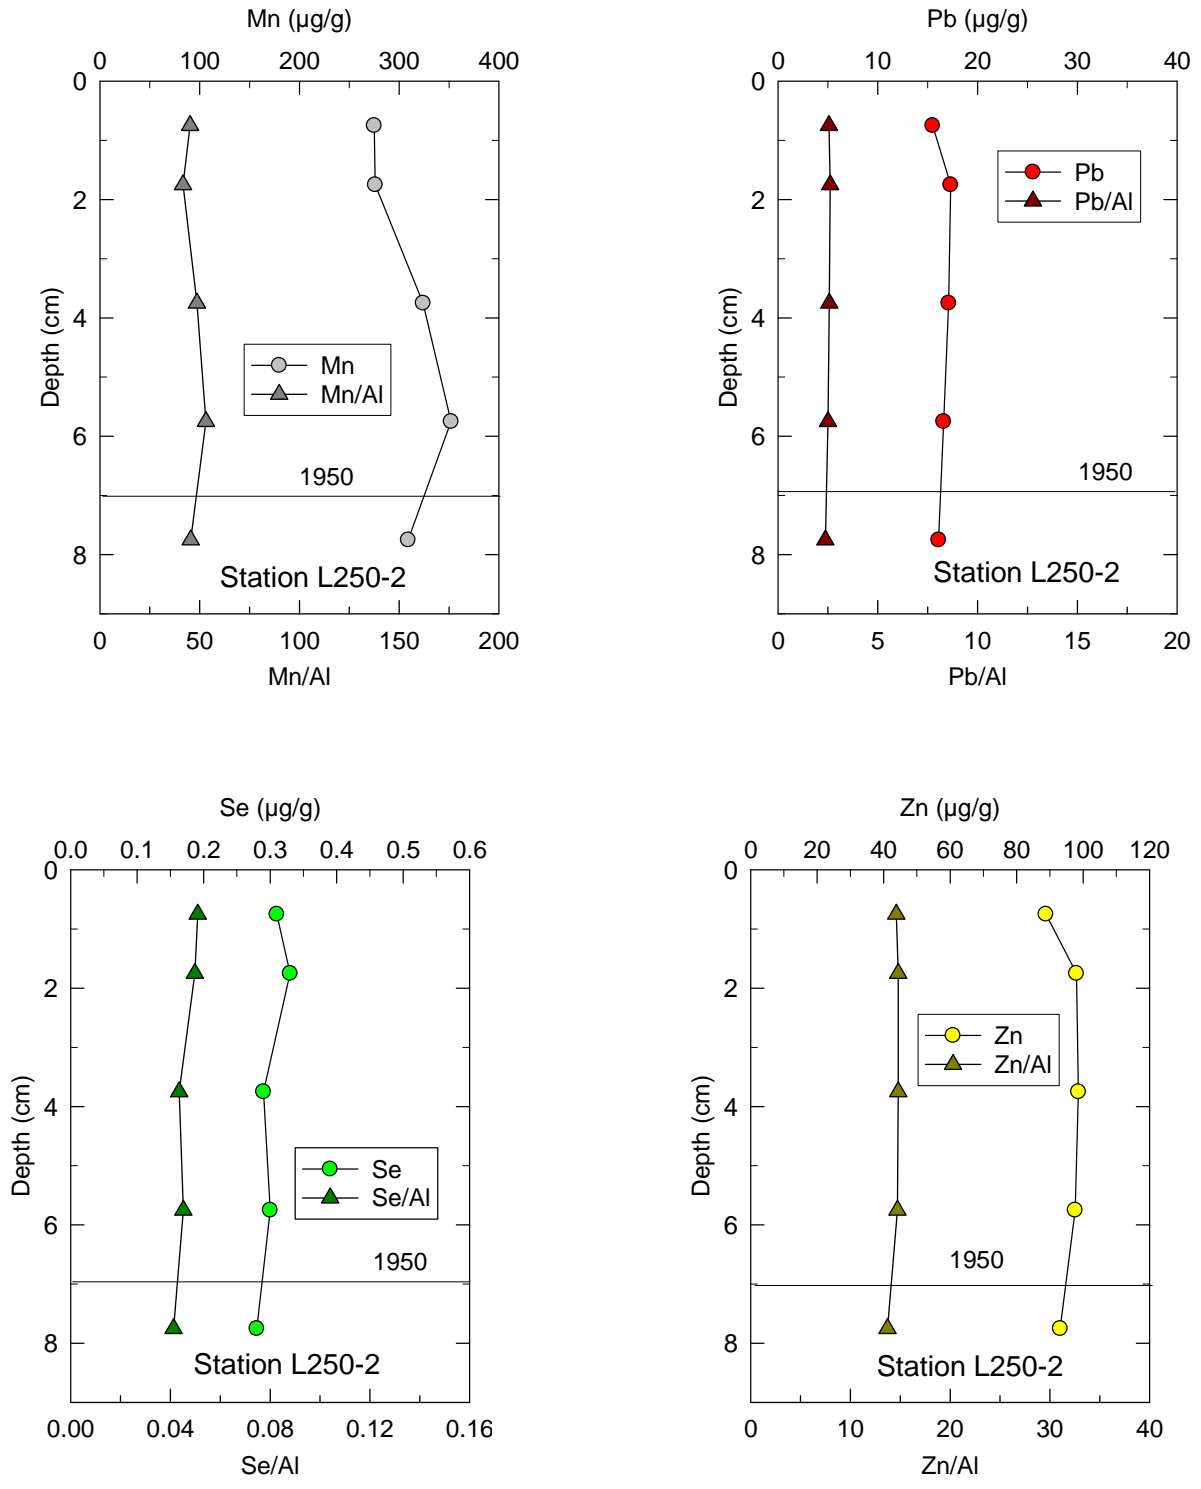 Mn (µg/g)
0 100 200 300 400
0
2
4
6
8
Depth (cm)
Mn
Mn/Al
1950
Station L250-2
0 50 100 150 200
Mn/Al
Pb (µg/g)
0 10 20 30 40
0
2
4
6
8
Depth (cm)
Pb
Pb/Al
1950
Station L250-2
0 5 10 15 20
Pb/Al
Se (µg/g)
0.0 0.1 0.2 0.3 0.4 0.5 0.6
0
2
4
6
8
Depth (cm)
Se
Se/Al
1950
Station L250-2
0.00 0.04 0.08 0.12 0.16
Se/Al
Zn (µg/g)
0 20 40 60 80 100 120
0
2
4
6
8
Depth (cm)
Zn
Zn/Al
1950
Station L250-2
0 10 20 30 40
Zn/Al